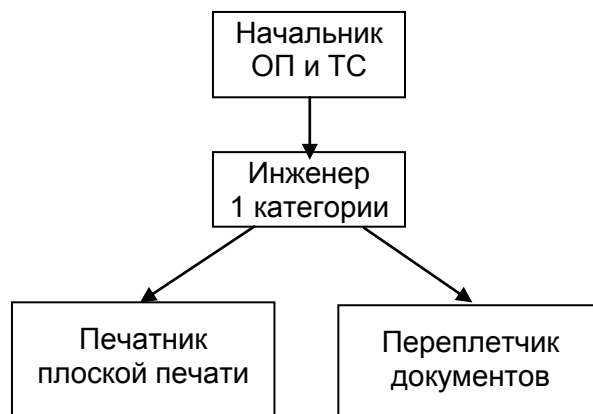 Начальник
ОП и ТС
Инженер
1 категории
Печатник
плоской печати
Переплетчик
документов